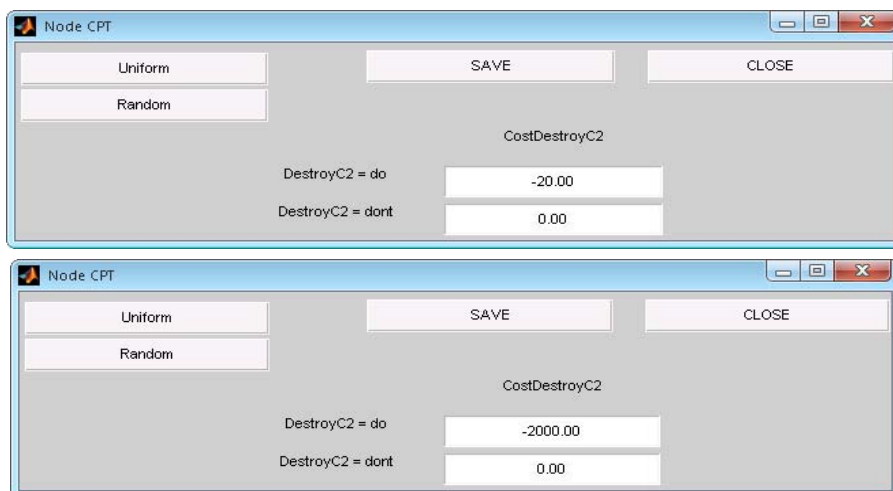 Node CPT
Uniform SAVE CLOSE
Random
CostDestroyC2
DestroyC2 = do -20.00
DestroyC2 = dont 0.00
Node CPT
Uniform SAVE CLOSE
Random
CostDestroyC2
DestroyC2 = do -2000.00
DestroyC2 = dont 0.00